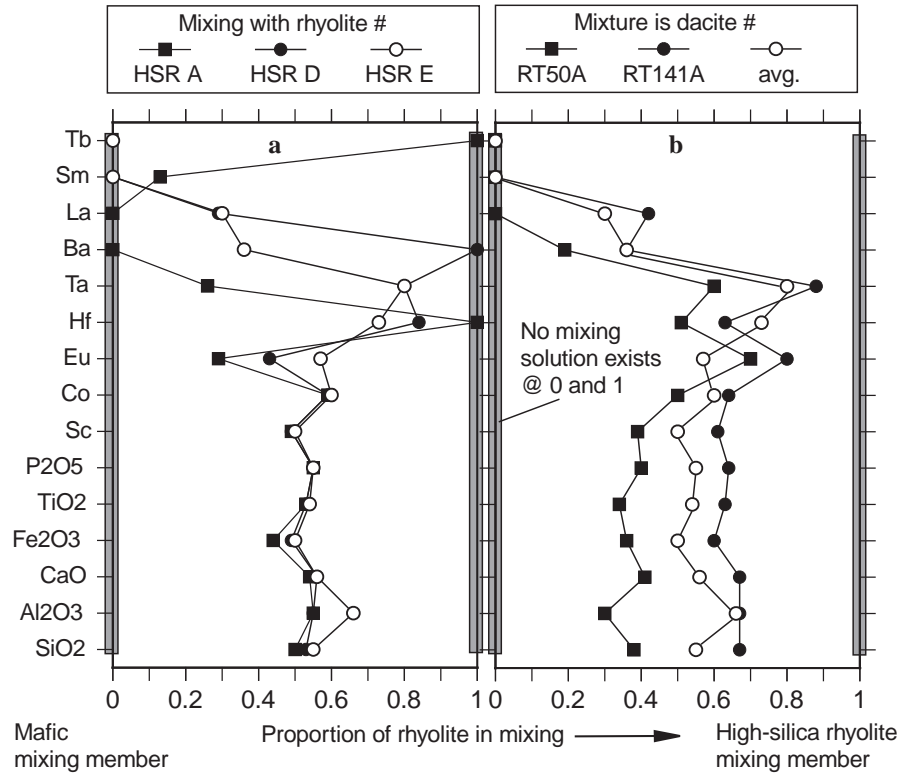 Mixing with rhyolite #
HSR A HSR D HSR E
Mixture is dacite #
RT50A RT141A avg.
a
b
Tb
Sm
La
Ba
Ta
Hf
Eu
Co
Sc
P2O5
TiO2
Fe2O3
CaO
Al2O3
SiO2
No mixing
solution exists
@ 0 and 1
0 0.2 0.4 0.6 0.8 1
0 0.2 0.4 0.6 0.8 1
Mafic
mixing member
Proportion of rhyolite in mixing
High-silica rhyolite
mixing member